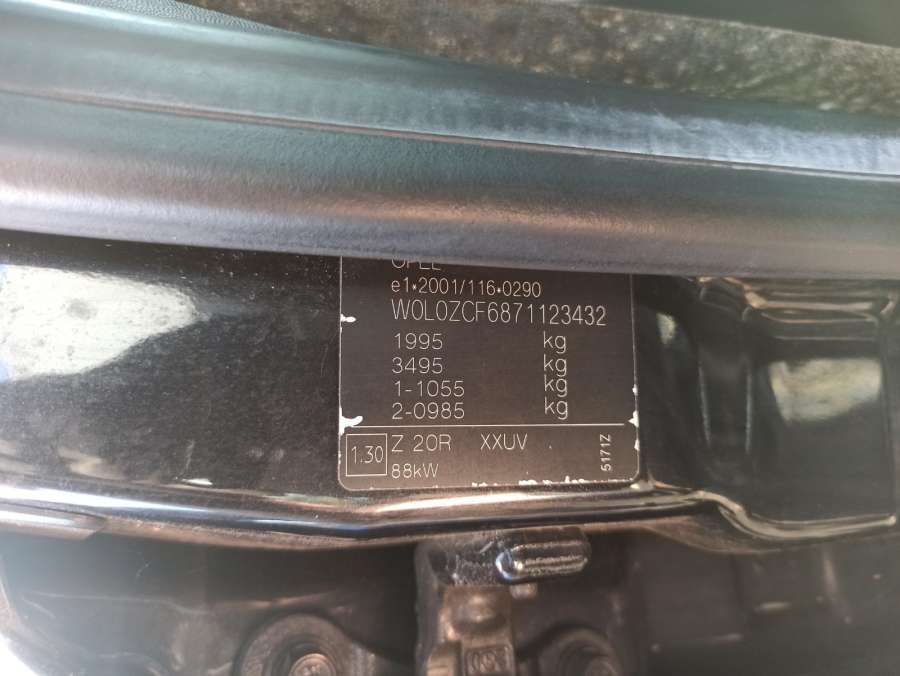 OPEL
e1*2001/116*0290
W0L0ZCF6871123432
1995 kg
3495 kg
1-1055 kg
2-0985 kg
1.30 Z 20R XXUV 5171Z
88kW